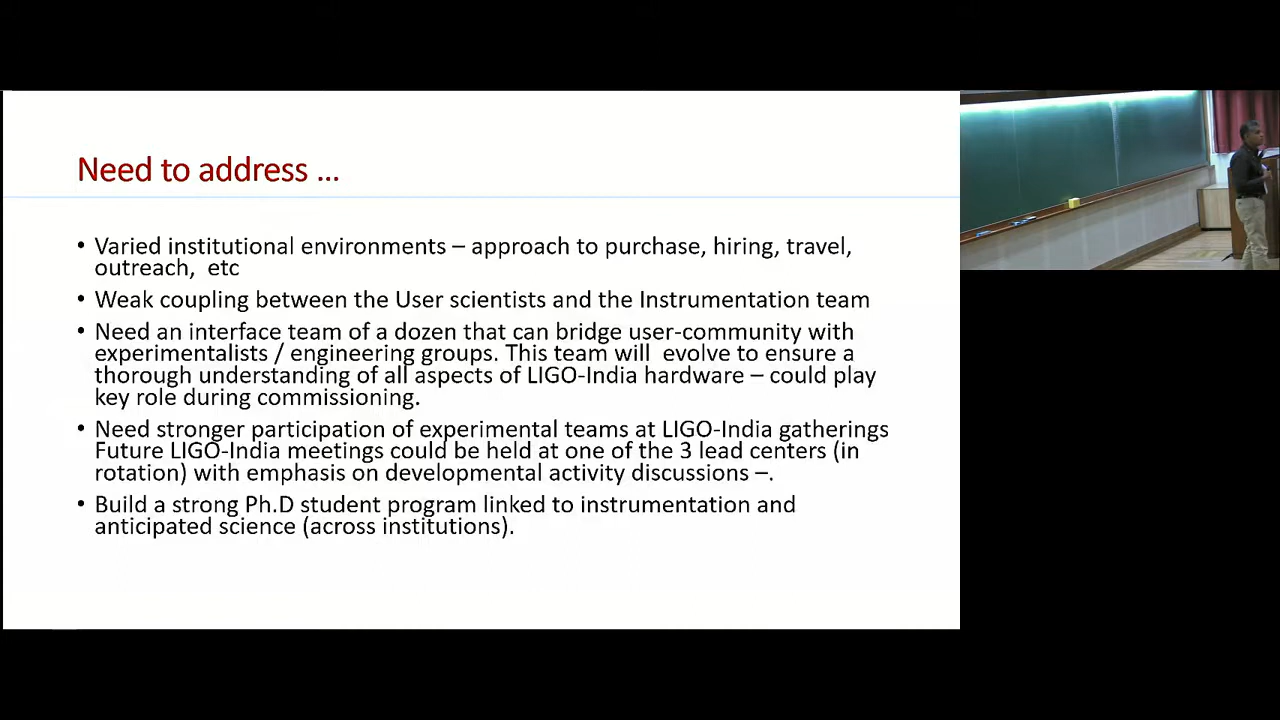 Need to address ...
• Varied institutional environments – approach to purchase, hiring, travel,
outreach, etc
• Weak coupling between the User scientists and the Instrumentation team
• Need an interface team of a dozen that can bridge user-community with
experimentalists / engineering groups. This team will evolve to ensure a
thorough understanding of all aspects of LIGO-India hardware – could play
key role during commissioning.
• Need stronger participation of experimental teams at LIGO-India gatherings
Future LIGO-India meetings could be held at one of the 3 lead centers (in
rotation) with emphasis on developmental activity discussions –.
• Build a strong Ph.D student program linked to instrumentation and
anticipated science (across institutions).